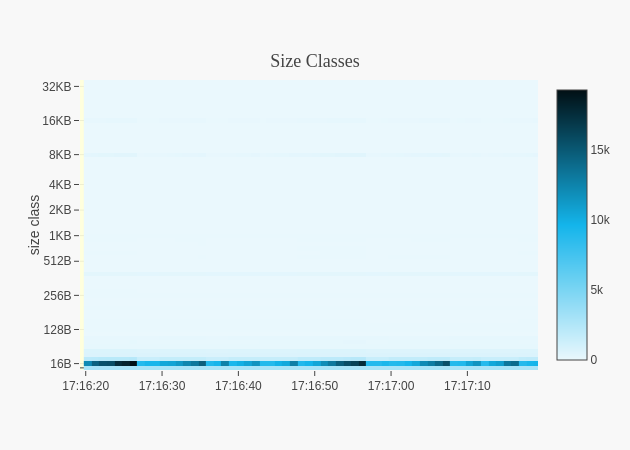 Size Classes
32KB
16KB
8KB
4KB
2KB
1KB
512B
256B
128B
16B
size class
17:16:20 17:16:30 17:16:40 17:16:50 17:17:00 17:17:10
15k
10k
5k
0